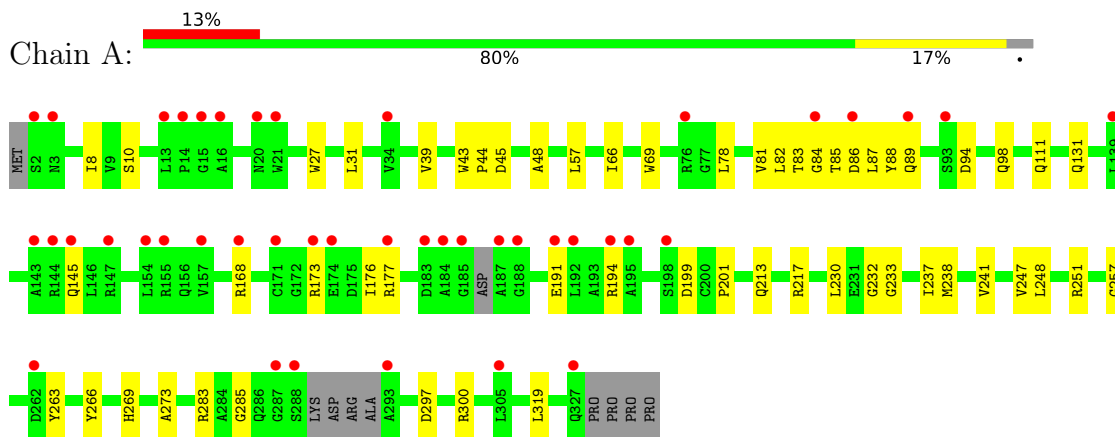 13%
Chain A:
80% 17% .
MET S2 N3 I8 V9 S10 L13 P14 G15 A16 N20 W21 W27 L31 V34 V39 W43 P44 D45 A48 L57 I66 W69 R76 G77 L78 V81 L82 T83 G84 T85 D86 L87 Y88 Q89 S93 D94 Q98 Q111 Q131 L139
A143 R144 Q145 L146 R147 L154 R155 Q156 V157 R168 C171 G172 R173 E174 D175 I176 R177 D183 A184 G185 ASP A187 G188 E191 L192 A193 R194 A195 S198 D199 C200 P201 Q213 R217 L230 E231 G232 G233 I237 M238 V241 V247 L248 R251 G257
D262 Y263 Y266 H269 A273 R283 A284 G285 Q286 G287 S288 LYS ASP ARG ALA A293 D297 R300 L305 L319 Q327 PRO PRO PRO PRO